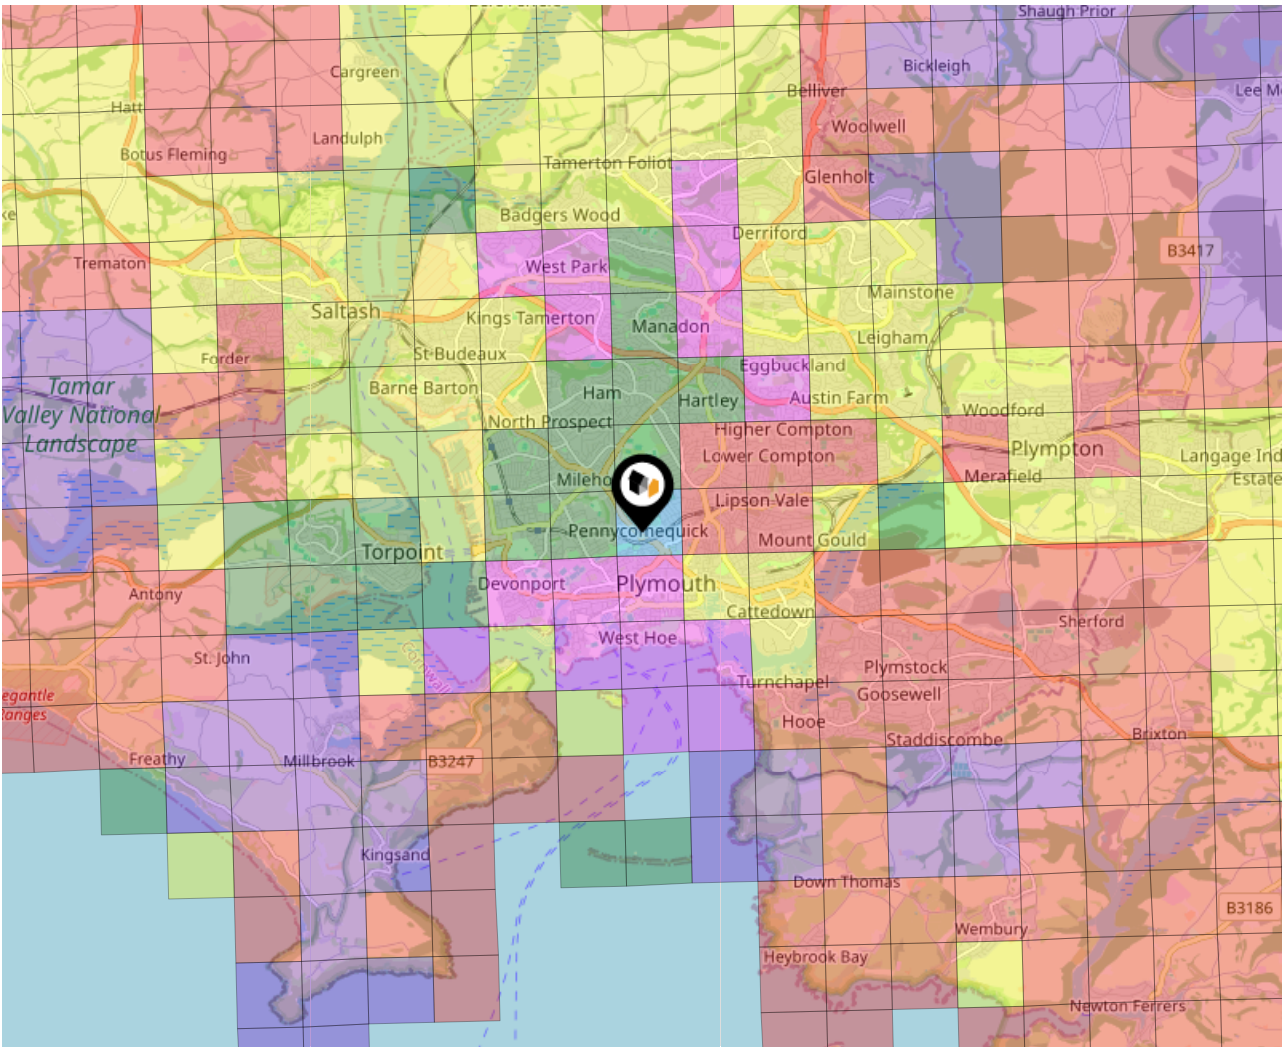 Shaugh Prior
Bickleigh
Cargreen
Belliver
Lee M
Hatt
Woolwell
Landulph
Botus Fleming
Tamerton Foliot
Glenholt
ke
Badgers Wood
Derriford
B3417
Trematon
West Park
Mainstone
Saltash
Kings Tamerton
Manadon
Leigham
Forder
St Budeaux
Eggbuckland
Tamar
Valley National
Landscape
Barne Barton
Ham
Hartley
Austin Farm
Woodford
North Prospect
Higher Compton
Plympton
Lower Compton
Langage Ind
Estate
Mileho
Merafield
Lipson Vale
Pennycomequick
Mount Gould
Torpoint
Devonport
Plymouth
Antony
Cattedown
Sherford
West Hoe
St. John
Cornwall
Plymstock
Turnchapel
Goosewell
egantle
Ranges
Hooe
Staddiscombe
Brixton
Freathy
Millbrook
B3247
Kingsand
Down Thomas
B3186
Wembury
Heybrook Bay
Newton Ferrers